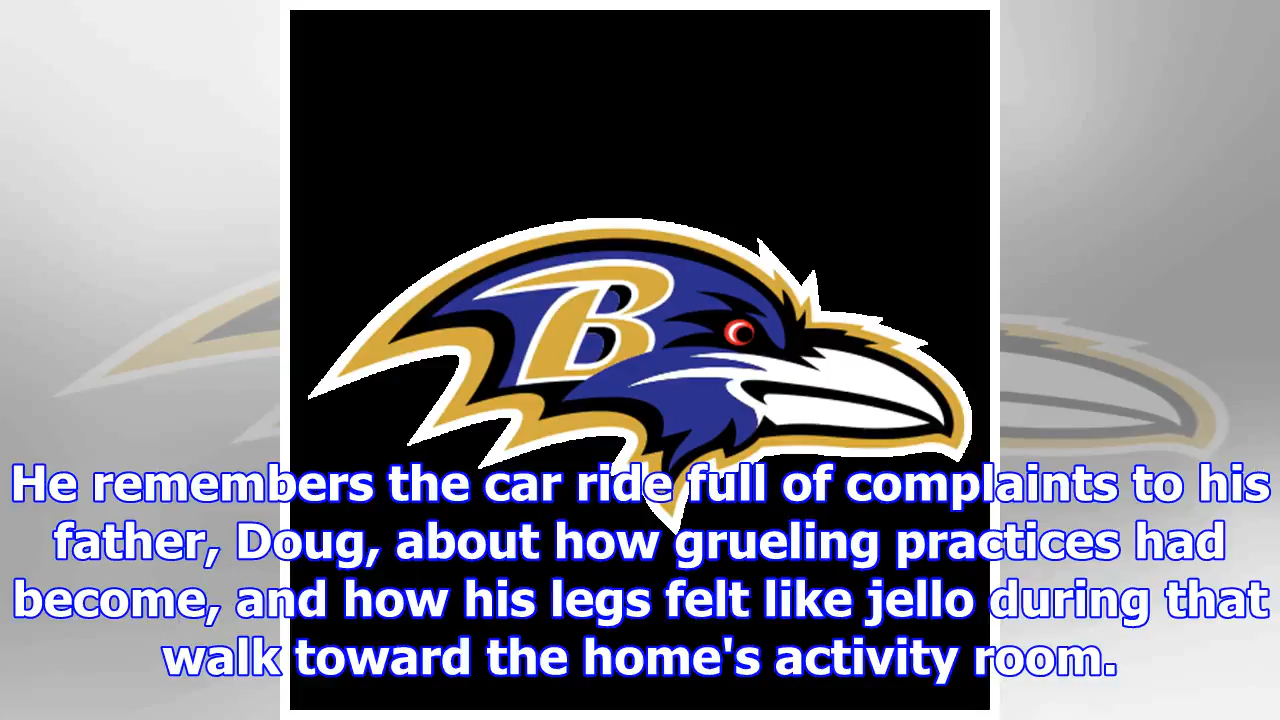 B
He remembers the car ride full of complaints to his
father, Doug, about how grueling practices had
become, and how his legs felt like jello during that
walk toward the home's activity room.